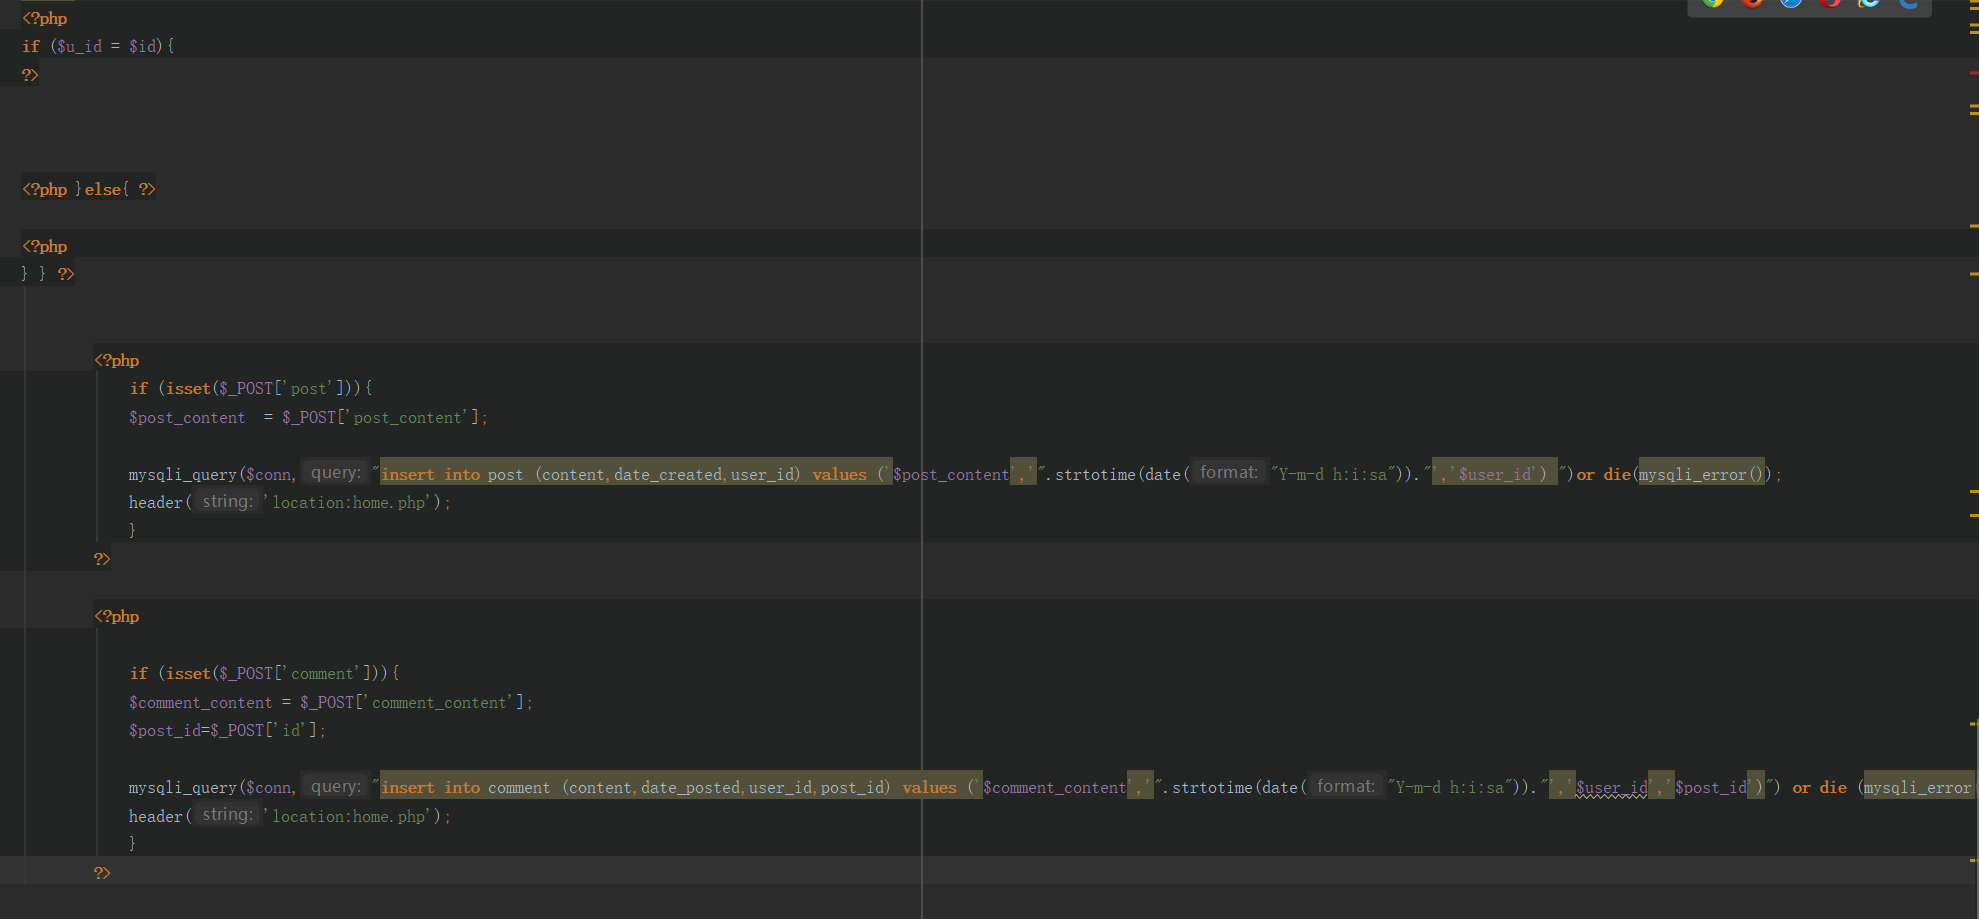 <?php
if ($u_id = $id){
?>
<?php }else{ ?>
<?php
} } ?>
<?php
if (isset($_POST['post'])){
$post_content  = $_POST['post_content'];
mysqli_query($conn, query: "insert into post (content,date_created,user_id) values ('$post_content','".strtotime(date( format: "Y-m-d h:i:sa"))."','$user_id') ")or die(mysqli_error());
header( string: 'location:home.php');
}
?>
<?php
if (isset($_POST['comment'])){
$comment_content = $_POST['comment_content'];
$post_id=$_POST['id'];
mysqli_query($conn, query: "insert into comment (content,date_posted,user_id,post_id) values ('$comment_content','".strtotime(date( format: "Y-m-d h:i:sa"))."','$user_id','$post_id')") or die (mysqli_error
header( string: 'location:home.php');
}
?>